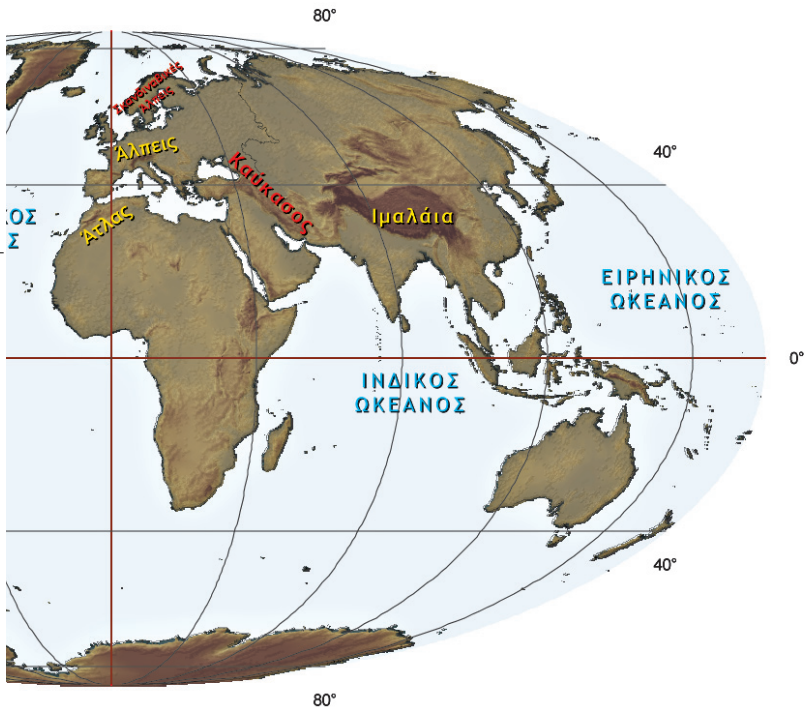 80°
Σκανδιναβικές
Άλπεις
Άλπεις
40°
Καύκασος
Άτλας
Ιμαλάια
ΚΟΣ
Σ
ΕΙΡΗΝΙΚΟΣ
ΩΚΕΑΝΟΣ
0°
ΙΝΔΙΚΟΣ
ΩΚΕΑΝΟΣ
40°
80°